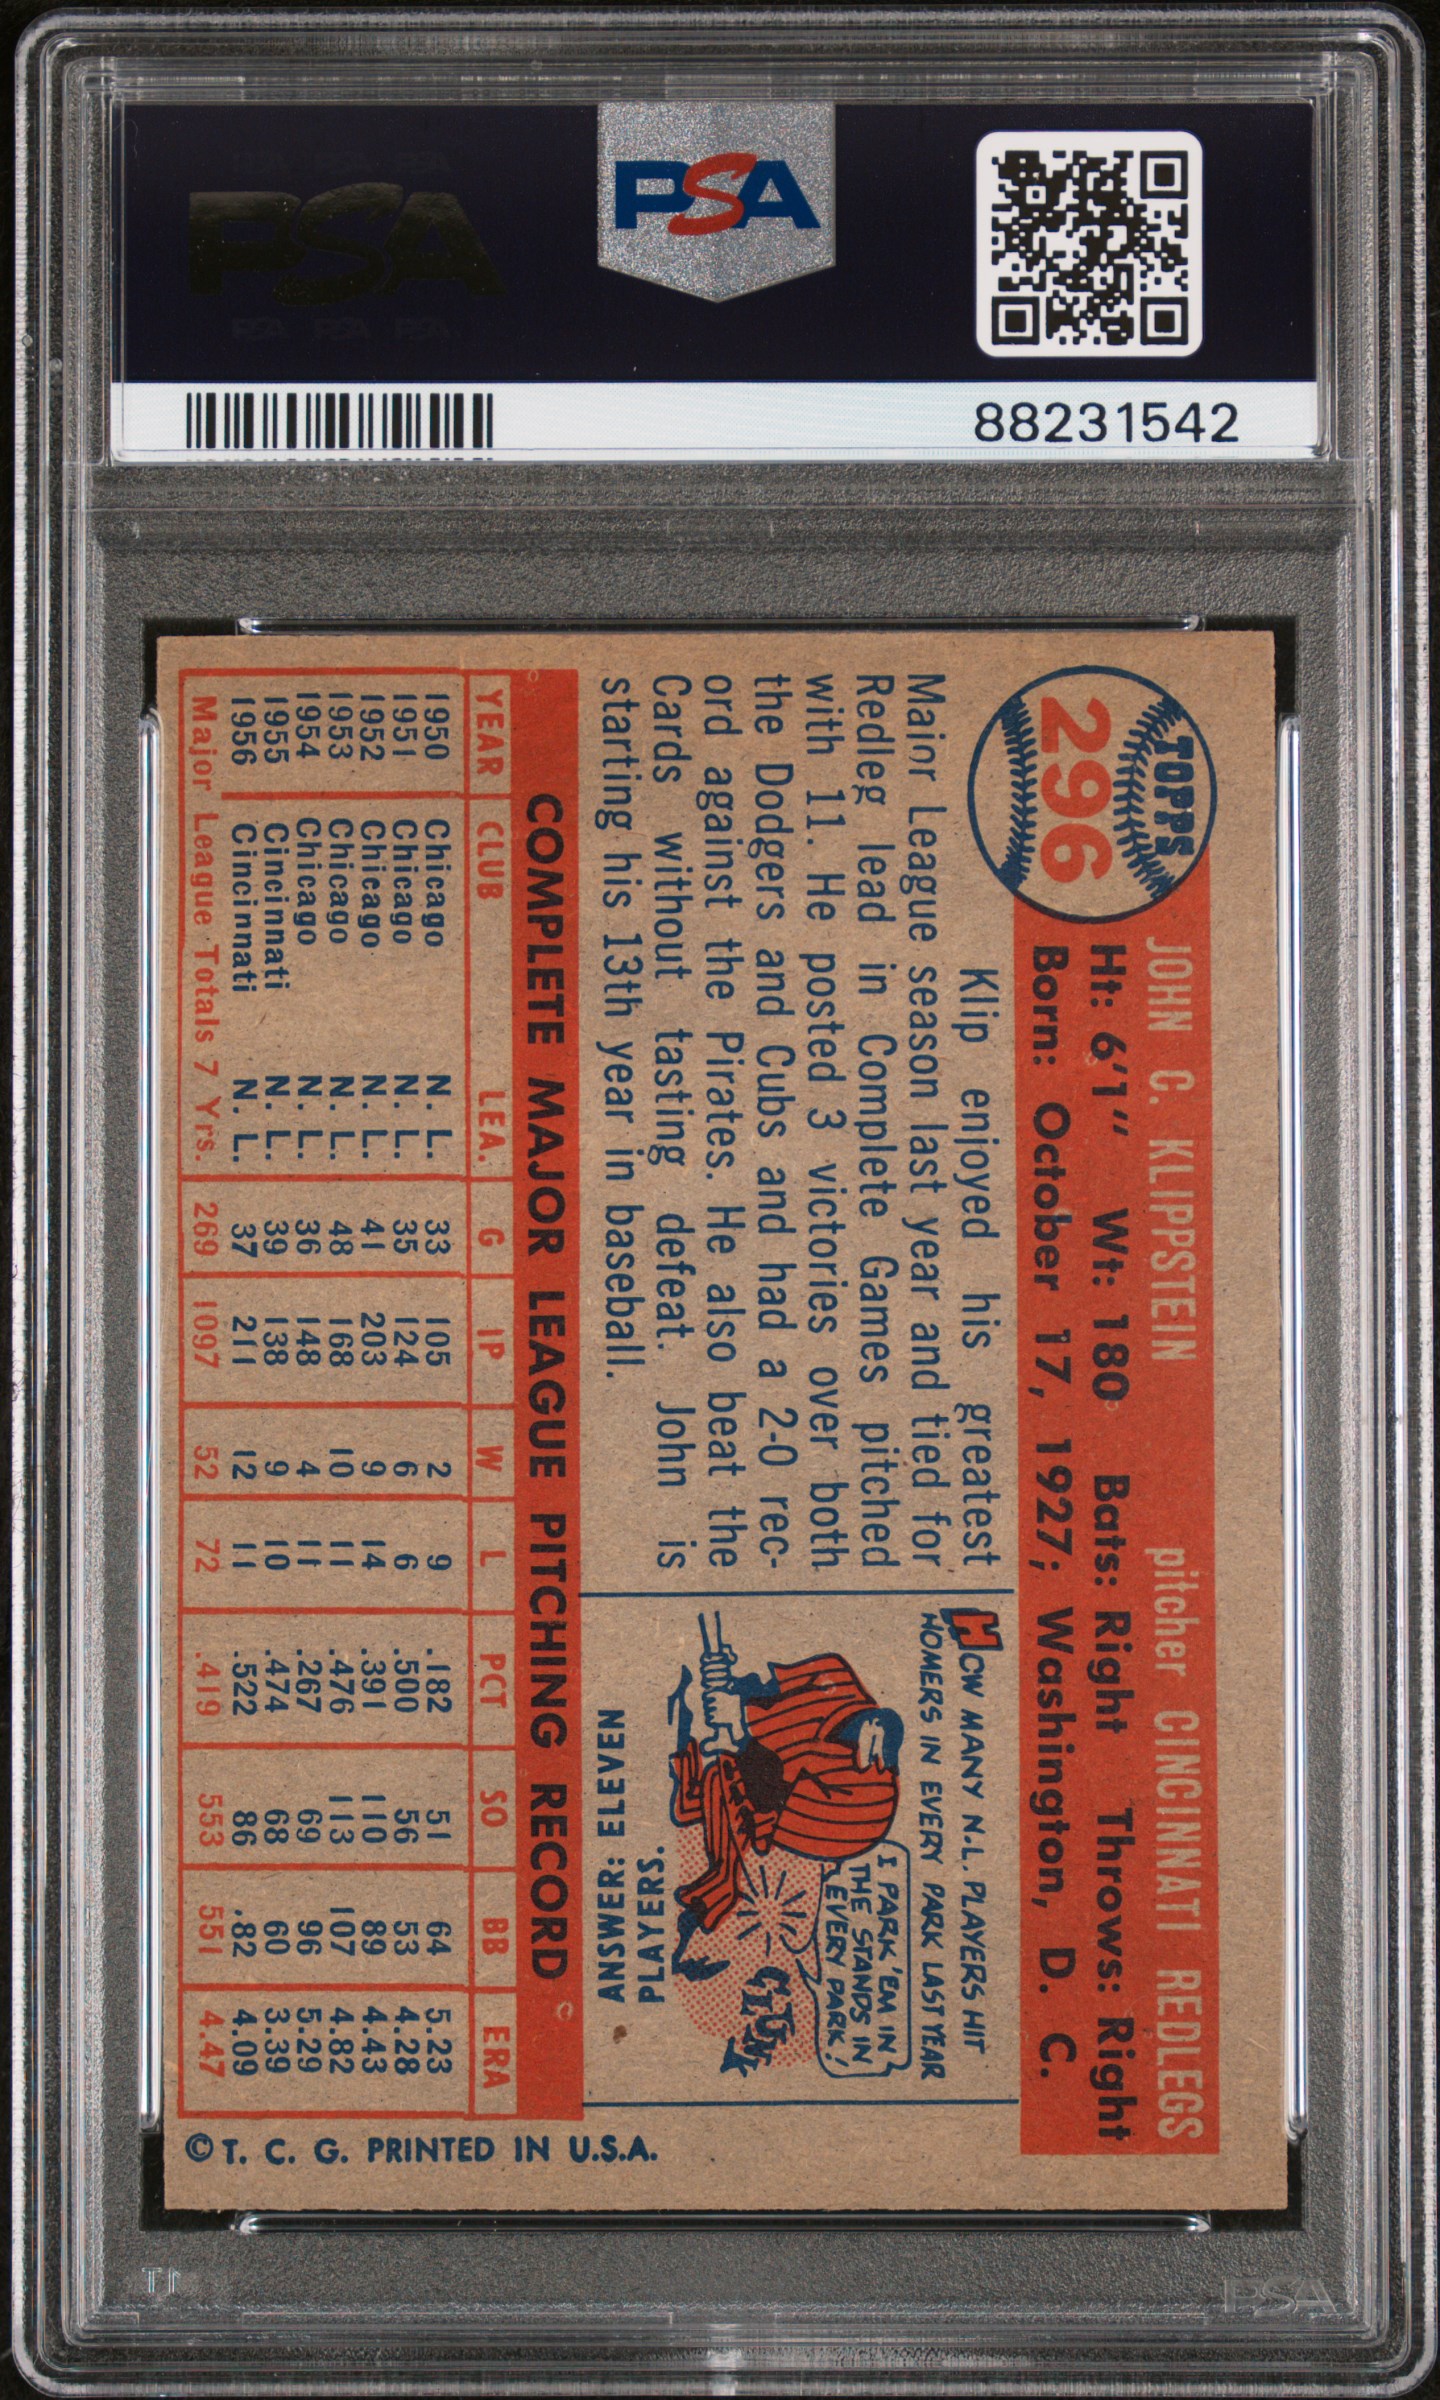 PSA
PSA
88231542
TOPPS
296
JOHN C. KLIPPSTEIN pitcher CINCINNATI REDLEGS
Ht: 6'1" Wt: 180 Bats: Right Throws: Right
Born: October 17, 1927; Washington, D. C.
Klip enjoyed his greatest
Major League season last year and tied for
Redleg lead in Complete Games pitched
with 11. He posted 3 victories over both
the Dodgers and Cubs and had a 2-0 rec-
ord against the Pirates. He also beat the
Cards without tasting defeat. John is
starting his 13th year in baseball.
HOW MANY N.L. PLAYERS HIT
HOMERS IN EVERY PARK LAST YEAR
I PARK 'EM IN
THE STANDS IN
EVERY PARK!
CLUNK
ANSWER: ELEVEN
PLAYERS.
COMPLETE MAJOR LEAGUE PITCHING RECORD
YEAR CLUB LEA. G IP W L PCT SO BB ERA
1950 Chicago N. L. 33 105 2 9 .182 51 64 5.23
1951 Chicago N. L. 35 124 6 6 .500 56 53 4.28
1952 Chicago N. L. 41 203 9 14 .391 110 89 4.43
1953 Chicago N. L. 48 168 10 11 .476 113 107 4.82
1954 Chicago N. L. 36 148 4 11 .267 69 96 5.29
1955 Cincinnati N. L. 39 138 9 10 .474 68 60 3.39
1956 Cincinnati N. L. 37 211 12 11 .522 86 .82 4.09
Major League Totals 7 Yrs. 269 1097 52 72 .419 553 551 4.47
© T. C. G. PRINTED IN U.S.A.
PSA